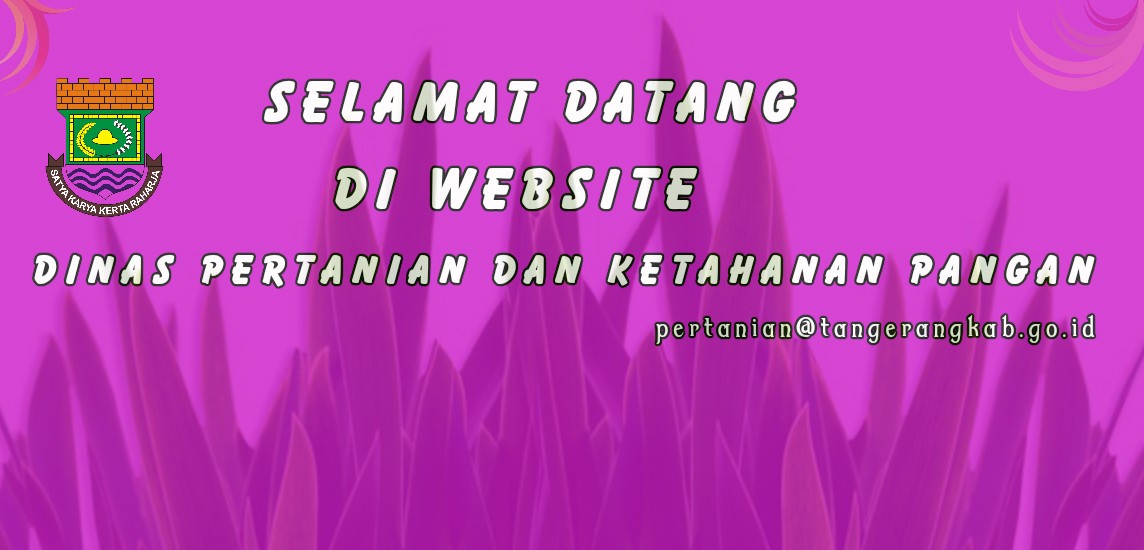 SELAMAT DATANG
DI WEBSITE
DINAS PERTANIAN DAN KETAHANAN PANGAN
pertanian@tangerangkab.go.id
SATYA KARYA KERTA RAHARJA